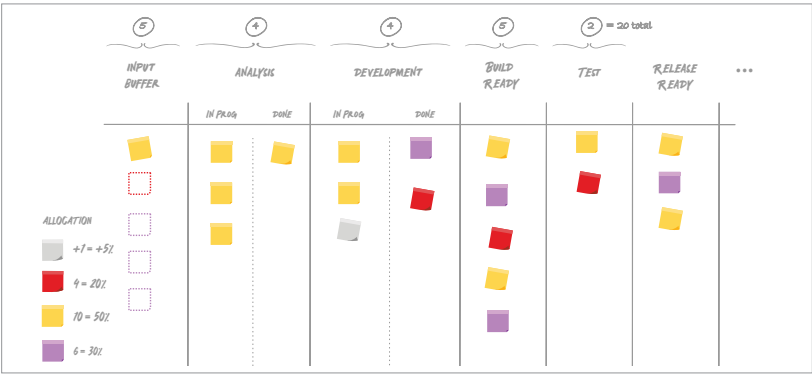 5 4 4 5 2 = 20 total
INPUT BUFFER
ANALYSIS
DEVELOPMENT
BUILD READY
TEST
RELEASE READY
...
IN PROG
DONE
IN PROG
DONE
ALLOCATION
+1 = +5%
4 = 20%
10 = 50%
6 = 30%